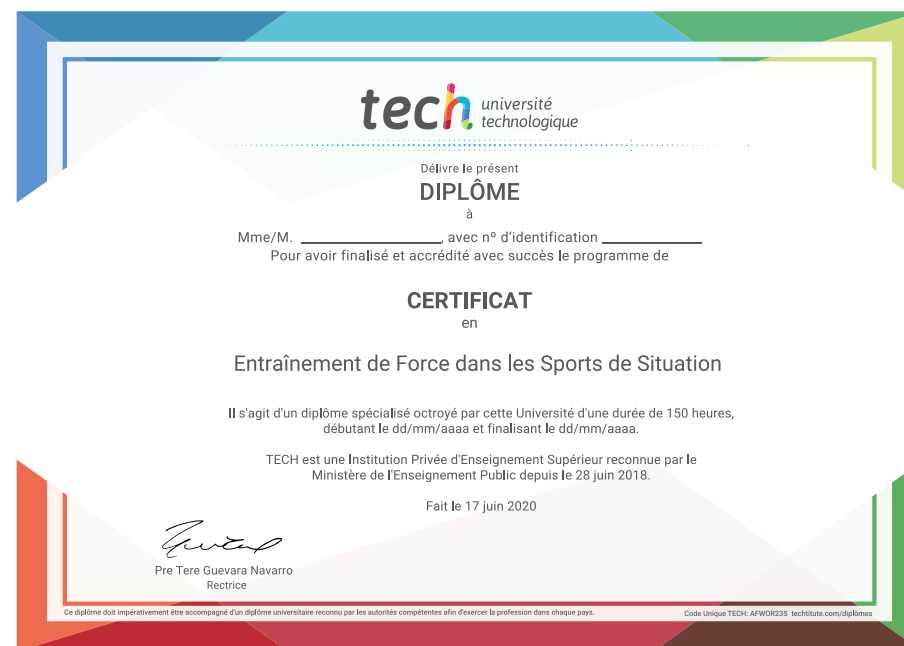 tech université
technologique
Délivre le présent
DIPLÔME
à
Mme/M. ____________________, avec nº d'identification ______________
Pour avoir finalisé et accrédité avec succès le programme de
CERTIFICAT
en
Entraînement de Force dans les Sports de Situation
Il s'agit d'un diplôme spécialisé octroyé par cette Université d'une durée de 150 heures,
débutant le dd/mm/aaaa et finalisant le dd/mm/aaaa.
TECH est une Institution Privée d'Enseignement Supérieur reconnue par le
Ministère de l'Enseignement Public depuis le 28 juin 2018.
Fait le 17 juin 2020
Pre Tere Guevara Navarro
Rectrice
Ce diplôme doit impérativement être accompagné d'un diplôme universitaire reconnu par les autorités compétentes afin d'exercer la profession dans chaque pays.
Code Unique TECH: AFWOR23S techtitute.com/diplômes